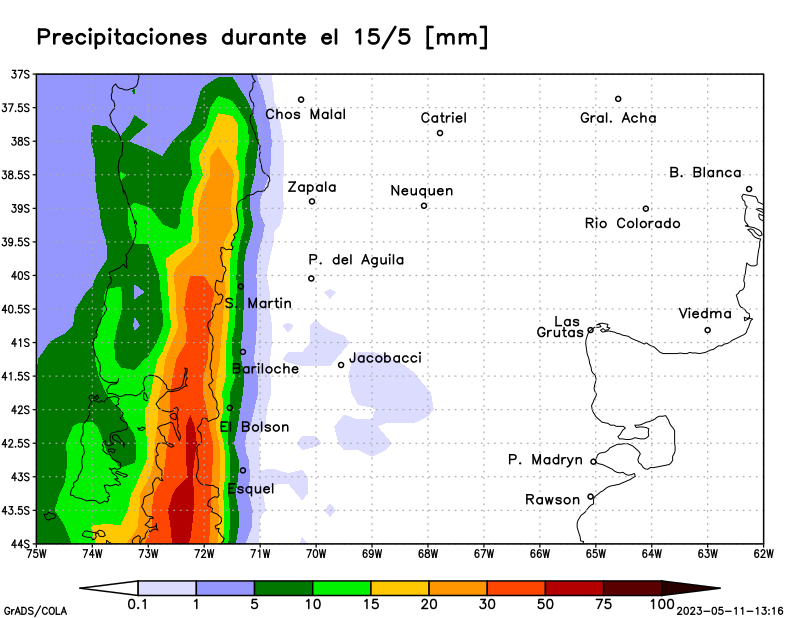 Precipitaciones durante el 15/5 [mm]
37S
37.5S
38S
38.5S
39S
39.5S
40S
40.5S
41S
41.5S
42S
42.5S
43S
43.5S
44S
Chos Malal
Catriel
Gral. Acha
B. Blanca
Zapala
Neuquen
Rio Colorado
P. del Aguila
S. Martin
Viedma
Las
Grutas
Jacobacci
Bariloche
El Bolson
P. Madryn
Esquel
Rawson
75W 74W 73W 72W 71W 70W 69W 68W 67W 66W 65W 64W 63W 62W
0.1 1 5 10 15 20 30 50 75 100
GrADS/COLA
2023-05-11-13:16